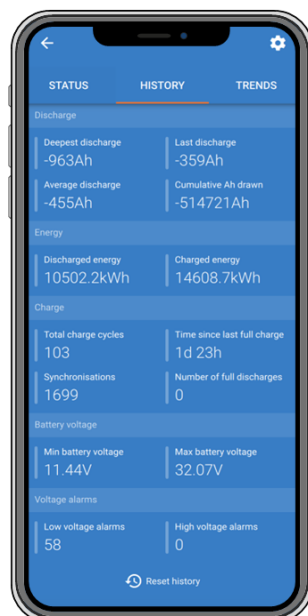 STATUS HISTORY TRENDS
Discharge
Deepest discharge Last discharge
-963Ah -359Ah
Average discharge Cumulative Ah drawn
-455Ah -514721Ah
Energy
Discharged energy Charged energy
10502.2kWh 14608.7kWh
Charge
Total charge cycles Time since last full charge
103 1d 23h
Synchronisations Number of full discharges
1699 0
Battery voltage
Min battery voltage Max battery voltage
11.44V 32.07V
Voltage alarms
Low voltage alarms High voltage alarms
58 0
Reset history